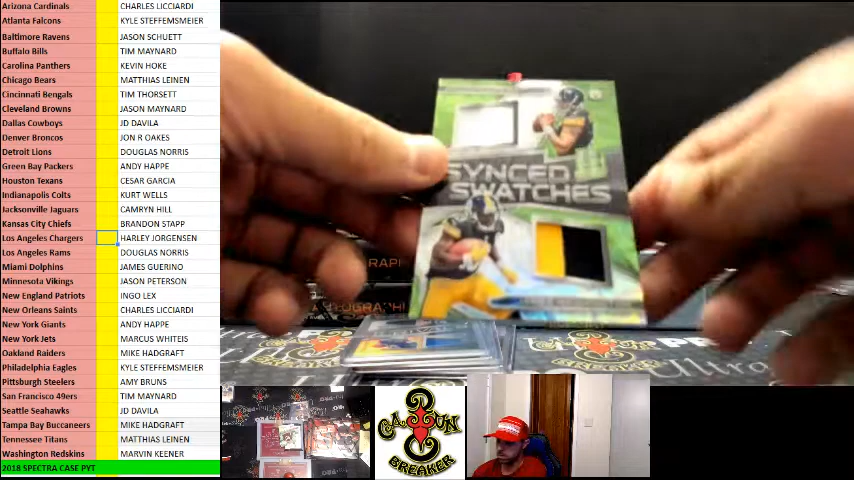 Arizona Cardinals CHARLES LICCIARDI
Atlanta Falcons KYLE STEFFEMSMEIER
Baltimore Ravens JASON SCHUETT
Buffalo Bills TIM MAYNARD
Carolina Panthers KEVIN HOKE
Chicago Bears MATTHIAS LEINEN
Cincinnati Bengals TIM THORSETT
Cleveland Browns JASON MAYNARD
Dallas Cowboys JD DAVILA
Denver Broncos JON R OAKES
Detroit Lions DOUGLAS NORRIS
Green Bay Packers ANDY HAPPE
Houston Texans CESAR GARCIA
Indianapolis Colts KURT WELLS
Jacksonville Jaguars CAMRYN HILL
Kansas City Chiefs BRANDON STAPP
Los Angeles Chargers HARLEY JORGENSEN
Los Angeles Rams DOUGLAS NORRIS
Miami Dolphins JAMES GUERINO
Minnesota Vikings JASON PETERSON
New England Patriots INGO LEX
New Orleans Saints CHARLES LICCIARDI
New York Giants ANDY HAPPE
New York Jets MARCUS WHITEIS
Oakland Raiders MIKE HADGRAFT
Philadelphia Eagles KYLE STEFFEMSMEIER
Pittsburgh Steelers AMY BRUNS
San Francisco 49ers TIM MAYNARD
Seattle Seahawks JD DAVILA
Tampa Bay Buccaneers MIKE HADGRAFT
Tennessee Titans MATTHIAS LEINEN
Washington Redskins MARVIN KEENER
2018 SPECTRA CASE PYT
SYNCED
SWATCHES
CAJUN
BREAKER